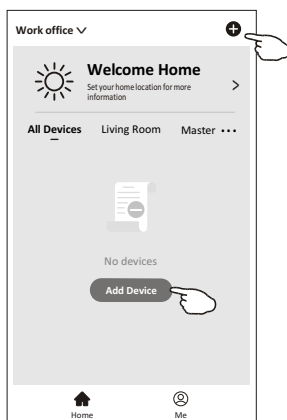 Work office
Welcome Home
Set your home location for more
information
All Devices Living Room Master
No devices
Add Device
Home Me